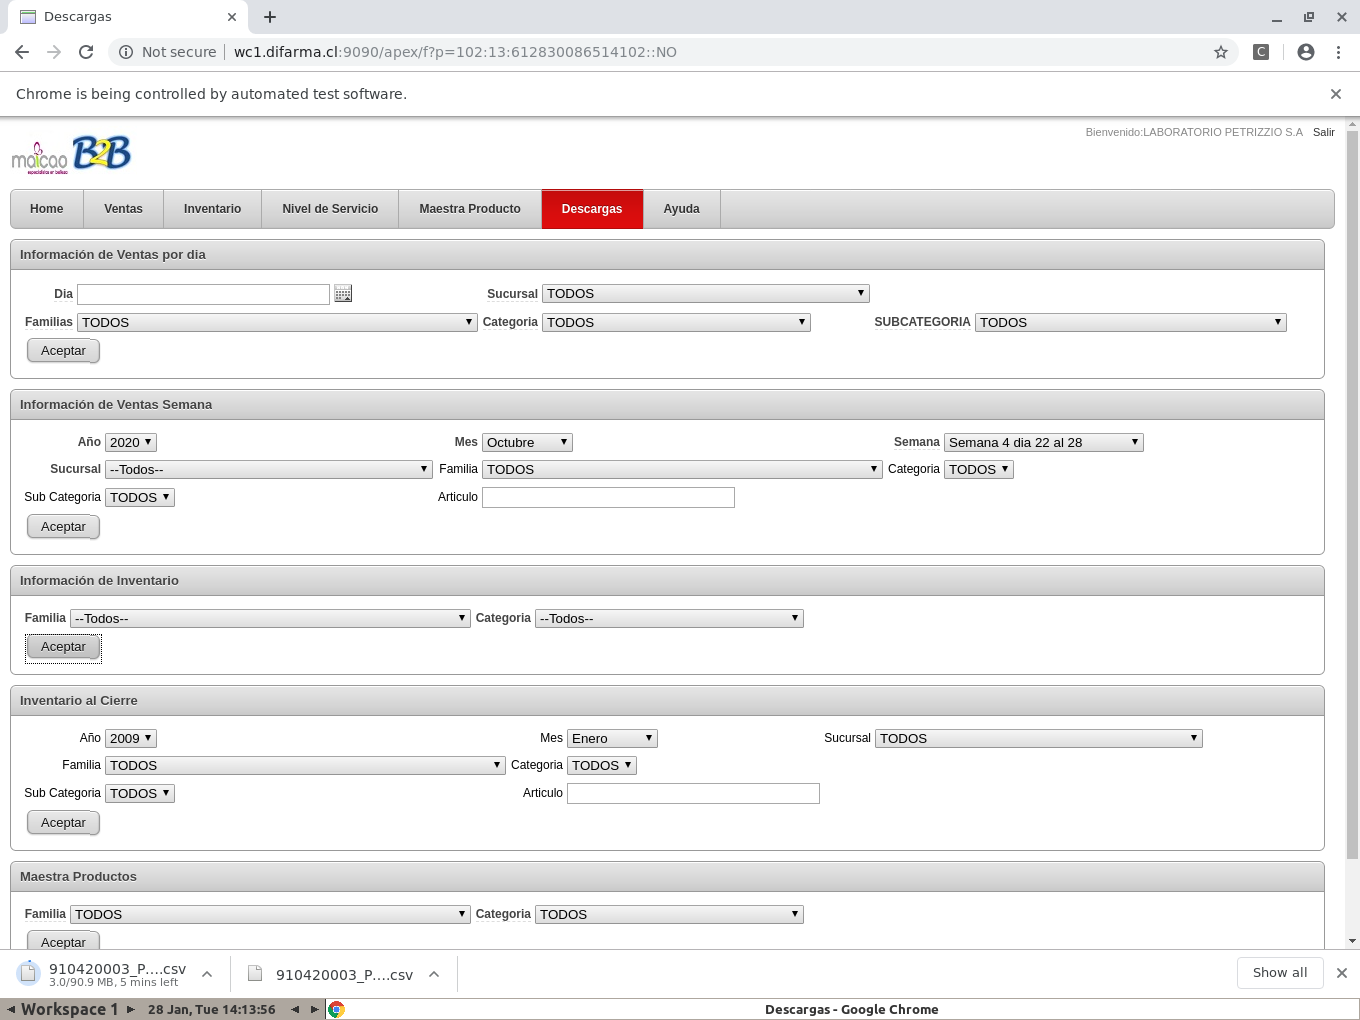 Descargas
Not secure wc1.difarma.cl:9090/apex/f?p=102:13:612830086514102::NO
Chrome is being controlled by automated test software.
Bienvenido:LABORATORIO PETRIZZIO S.A Salir
maicao B2B
especialista en belleza
Home Ventas Inventario Nivel de Servicio Maestra Producto Descargas Ayuda
Información de Ventas por dia
Dia Sucursal TODOS
Familias TODOS Categoria TODOS SUBCATEGORIA TODOS
Aceptar
Información de Ventas Semana
Año 2020 Mes Octubre Semana Semana 4 dia 22 al 28
Sucursal --Todos-- Familia TODOS Categoria TODOS
Sub Categoria TODOS Articulo
Aceptar
Información de Inventario
Familia --Todos-- Categoria --Todos--
Aceptar
Inventario al Cierre
Año 2009 Mes Enero Sucursal TODOS
Familia TODOS Categoria TODOS
Sub Categoria TODOS Articulo
Aceptar
Maestra Productos
Familia TODOS Categoria TODOS
Aceptar
910420003_P....csv 910420003_P....csv Show all
3.0/90.9 MB, 5 mins left
Workspace 1 28 Jan, Tue 14:13:56 Descargas - Google Chrome